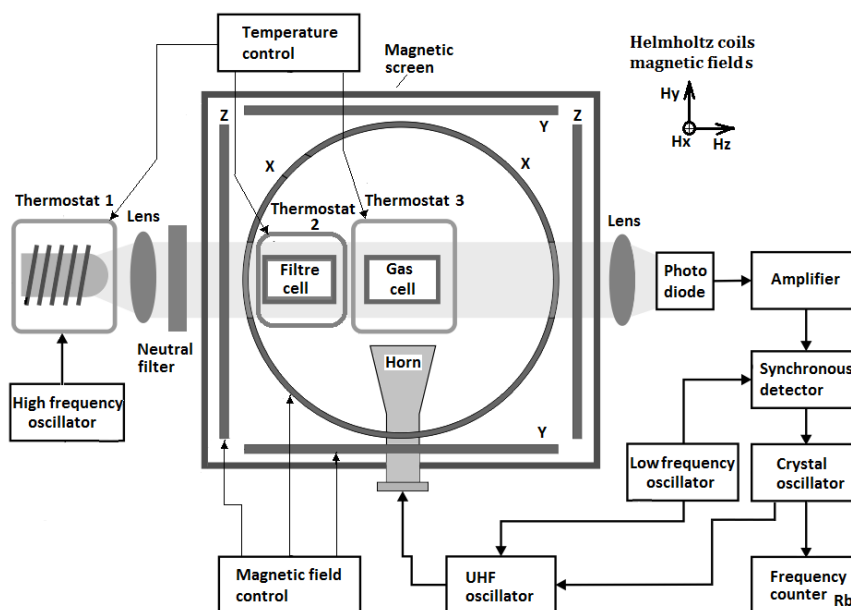 Temperature
control
Magnetic
screen
Helmholtz coils
magnetic fields
Hy
Hx
Hz
Z
Z
Y
X
X
Thermostat 1
Lens
Thermostat
2
Thermostat 3
Lens
Filtre
cell
Gas
cell
Photo
diode
Amplifier
Neutral
filter
Horn
High frequency
oscillator
Synchronous
detector
Y
Low frequency
oscillator
Crystal
oscillator
Magnetic field
control
UHF
oscillator
Frequency
counter
Rb